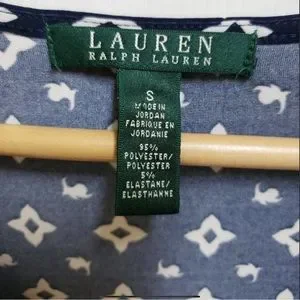 LAUREN
RALPH LAUREN
S
MADE IN
JORDAN
FABRIQUE EN
JORDANIE
95%
POLYESTER/
POLYESTER
5%
ELASTANE/
ELASTHANNE